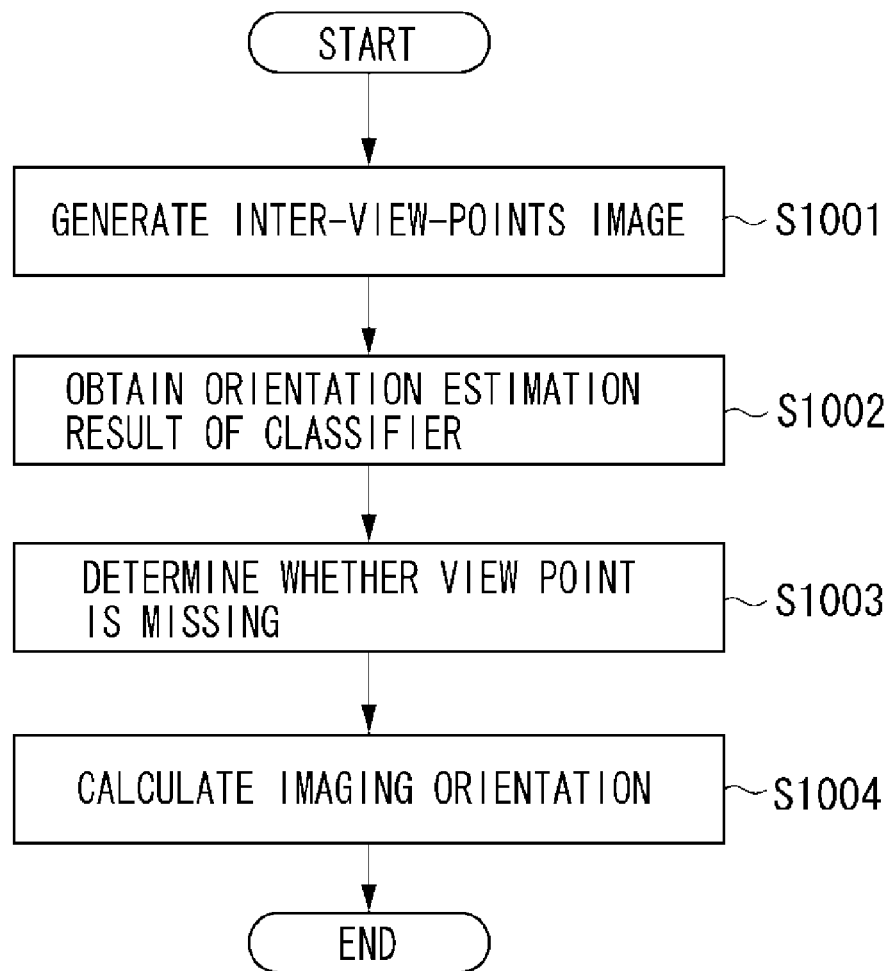 START
GENERATE INTER-VIEW-POINTS IMAGE
S1001
OBTAIN ORIENTATION ESTIMATION
RESULT OF CLASSIFIER
S1002
DETERMINE WHETHER VIEW POINT
IS MISSING
S1003
CALCULATE IMAGING ORIENTATION
S1004
END